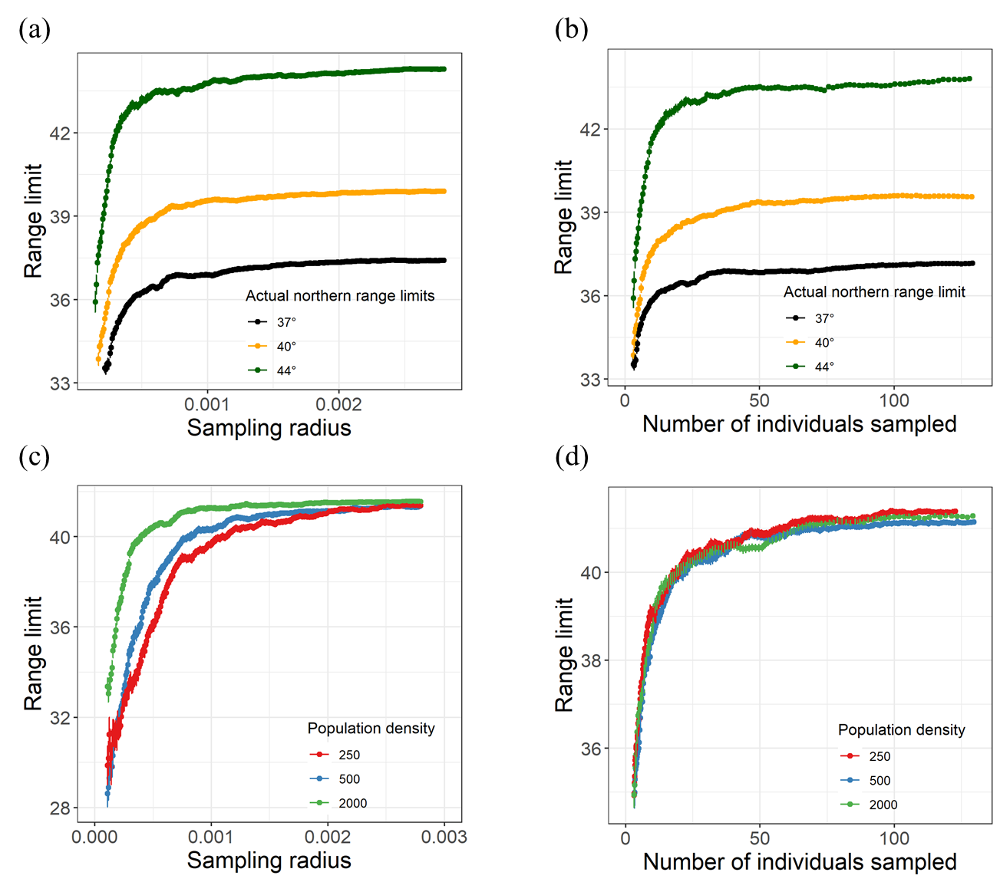 (a)
Range limit
42
39
36
33
0.001
0.002
Sampling radius
Actual northern range limits
37°
40°
44°
(b)
Range limit
42
39
36
33
0
50
100
Number of individuals sampled
Actual northern range limit
37°
40°
44°
(c)
Range limit
40
36
32
28
0.000
0.001
0.002
0.003
Sampling radius
Population density
250
500
2000
(d)
Range limit
40
38
36
0
50
100
Number of individuals sampled
Population density
250
500
2000